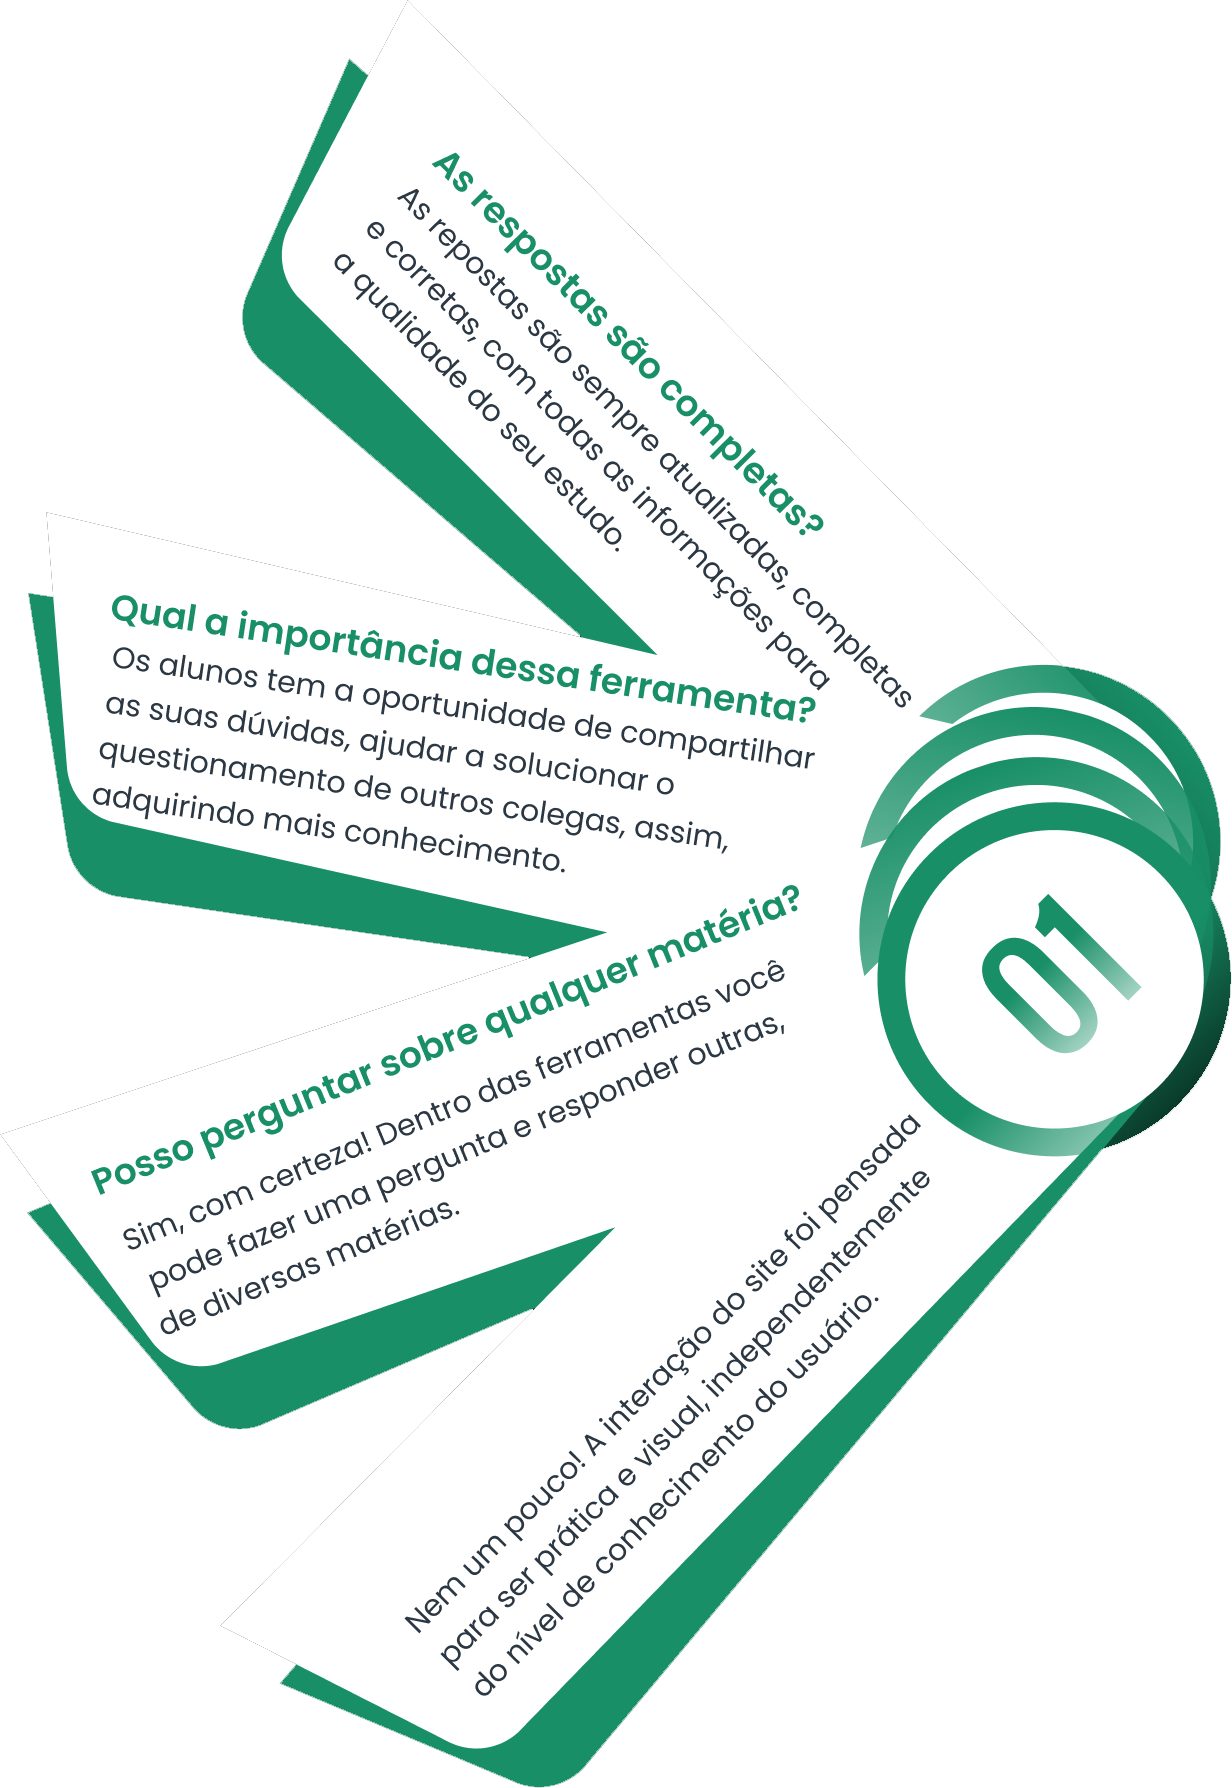 As respostas são completas?
As repostas são sempre atualizadas, completas
e corretas, com todas as informações para
a qualidade do seu estudo.
Qual a importância dessa ferramenta?
Os alunos tem a oportunidade de compartilhar
as suas dúvidas, ajudar a solucionar o
questionamento de outros colegas, assim,
adquirindo mais conhecimento.
Posso perguntar sobre qualquer matéria?
Sim, com certeza! Dentro das ferramentas você
pode fazer uma pergunta e responder outras,
de diversas matérias.
Nem um pouco! A interação do site foi pensada
para ser prática e visual, independentemente
do nível de conhecimento do usuário.
01